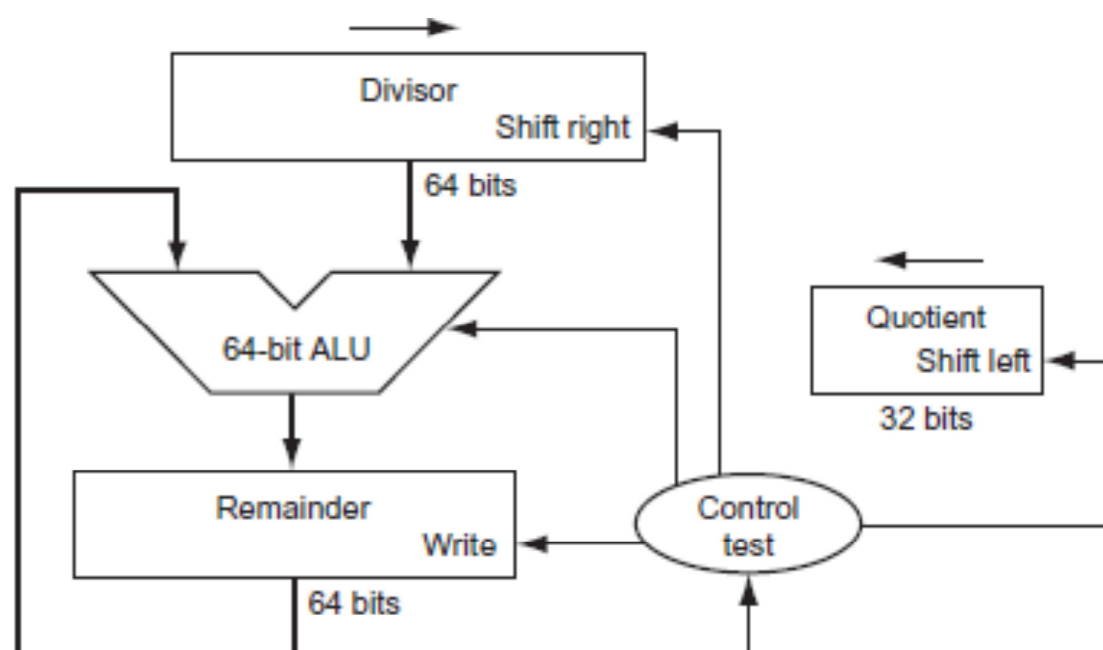 Divisor
Shift right
64 bits
64-bit ALU
Quotient
Shift left
32 bits
Remainder
Write
Control
test
64 bits